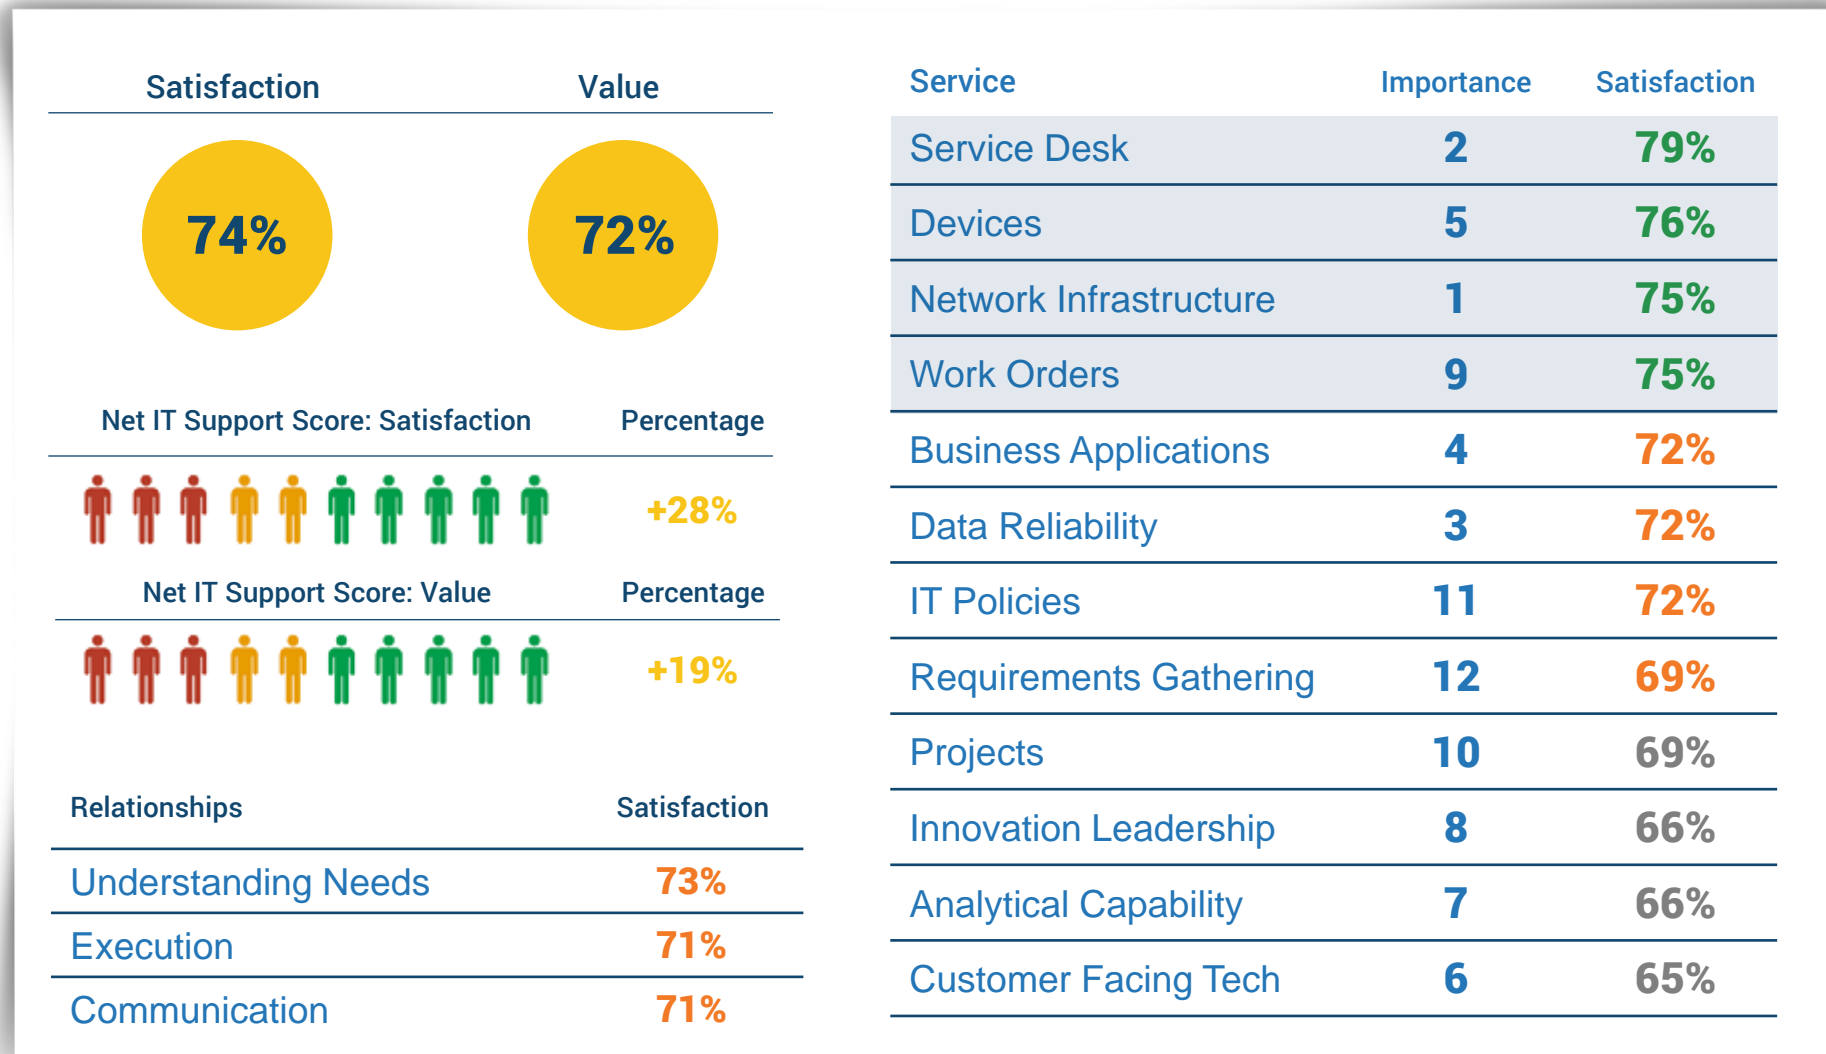 Satisfaction Value
74% 72%
Net IT Support Score: Satisfaction Percentage
+28%
Net IT Support Score: Value Percentage
+19%
Relationships Satisfaction
Understanding Needs 73%
Execution 71%
Communication 71%
Service Importance Satisfaction
Service Desk 2 79%
Devices 5 76%
Network Infrastructure 1 75%
Work Orders 9 75%
Business Applications 4 72%
Data Reliability 3 72%
IT Policies 11 72%
Requirements Gathering 12 69%
Projects 10 69%
Innovation Leadership 8 66%
Analytical Capability 7 66%
Customer Facing Tech 6 65%